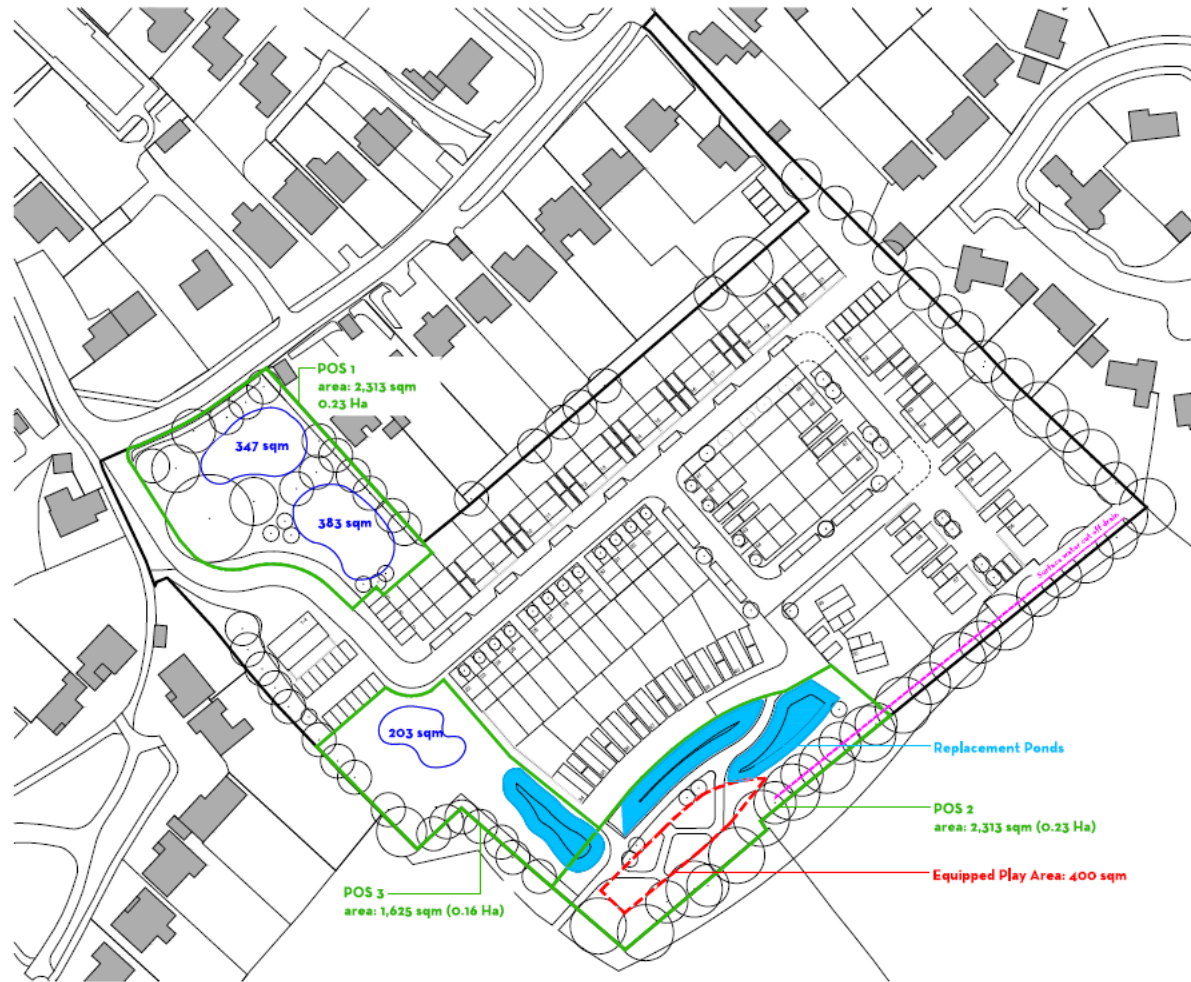 POS 1
area: 2,313 sqm
0.23 Ha
347 sqm
383 sqm
Surface water cut off drain
203 sqm
Replacement Ponds
POS 2
area: 2,313 sqm (0.23 Ha)
Equipped Play Area: 400 sqm
POS 3
area: 1,625 sqm (0.16 Ha)